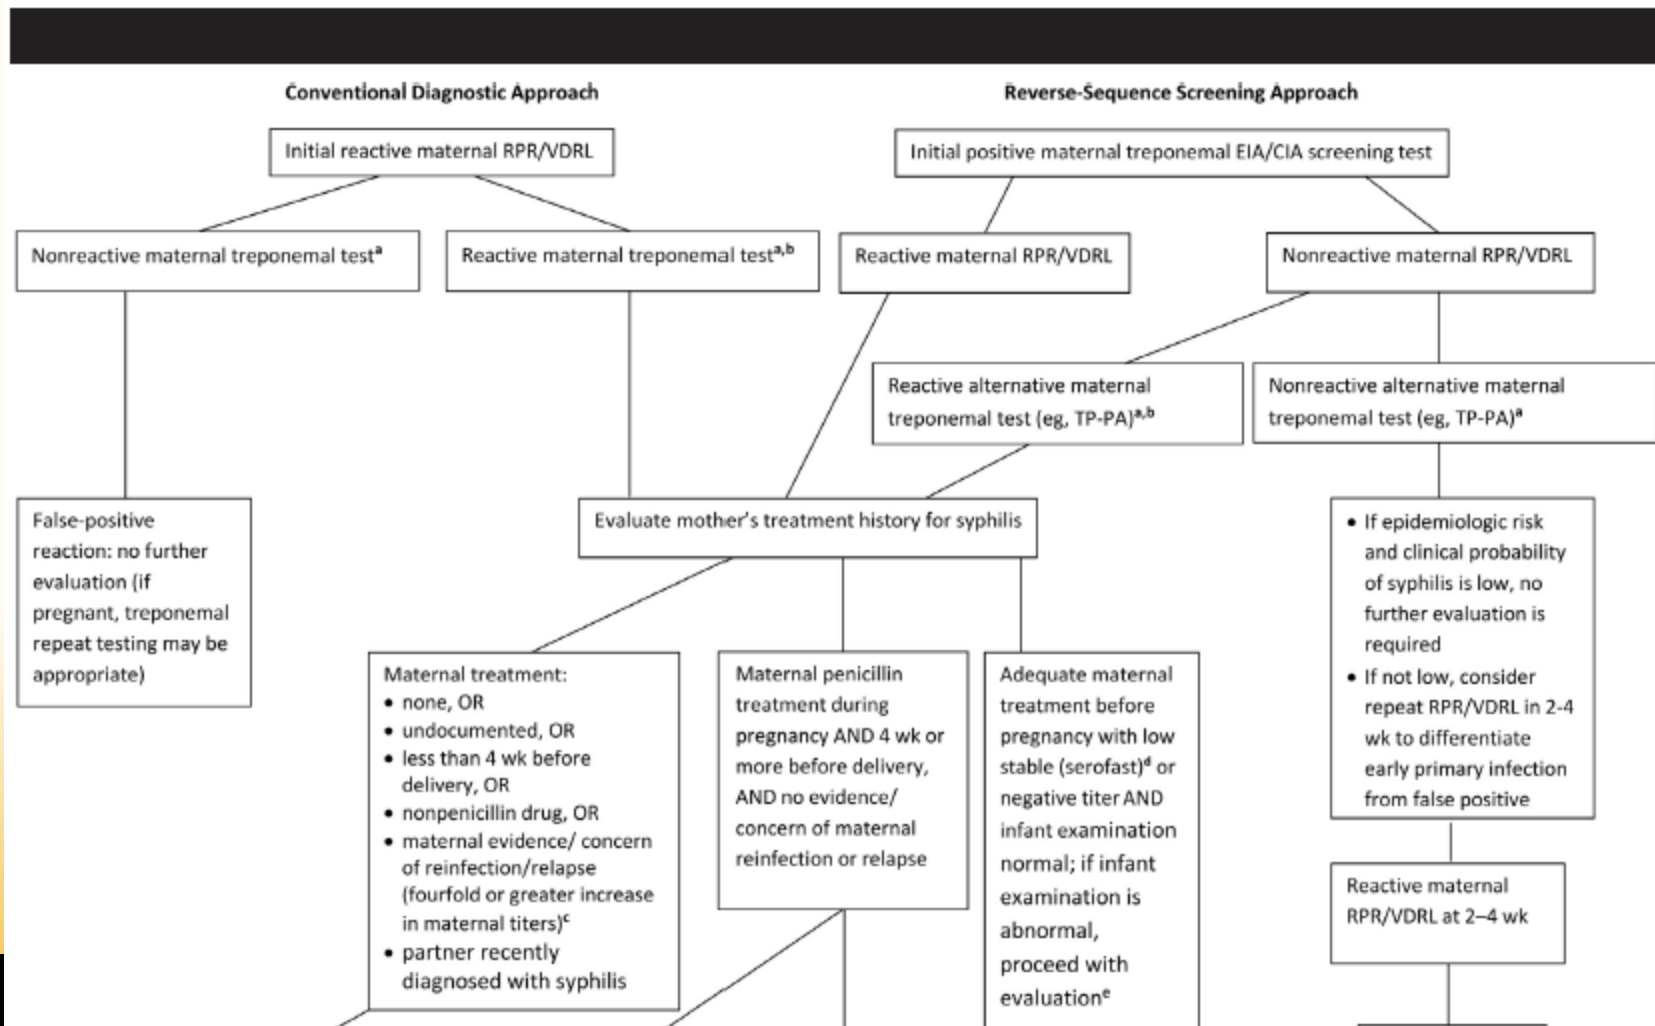 Conventional Diagnostic Approach
Reverse-Sequence Screening Approach
Initial reactive maternal RPR/VDRL
Initial positive maternal treponemal EIA/CIA screening test
Nonreactive maternal treponemal testᵃ
Reactive maternal treponemal testᵃ,ᵇ
Reactive maternal RPR/VDRL
Nonreactive maternal RPR/VDRL
Reactive alternative maternal
treponemal test (eg, TP-PA)ᵃ,ᵇ
Nonreactive alternative maternal
treponemal test (eg, TP-PA)ᵃ
False-positive
reaction: no further
evaluation (if
pregnant, treponemal
repeat testing may be
appropriate)
Evaluate mother's treatment history for syphilis
• If epidemiologic risk
and clinical probability
of syphilis is low, no
further evaluation is
required
• If not low, consider
repeat RPR/VDRL in 2-4
wk to differentiate
early primary infection
from false positive
Maternal treatment:
• none, OR
• undocumented, OR
• less than 4 wk before
delivery, OR
• nonpenicillin drug, OR
• maternal evidence/ concern
of reinfection/relapse
(fourfold or greater increase
in maternal titers)ᶜ
• partner recently
diagnosed with syphilis
Maternal penicillin
treatment during
pregnancy AND 4 wk or
more before delivery,
AND no evidence/
concern of maternal
reinfection or relapse
Adequate maternal
treatment before
pregnancy with low
stable (serofast)ᵈ or
negative titer AND
infant examination
normal; if infant
examination is
abnormal,
proceed with
evaluationᵉ
Reactive maternal
RPR/VDRL at 2–4 wk